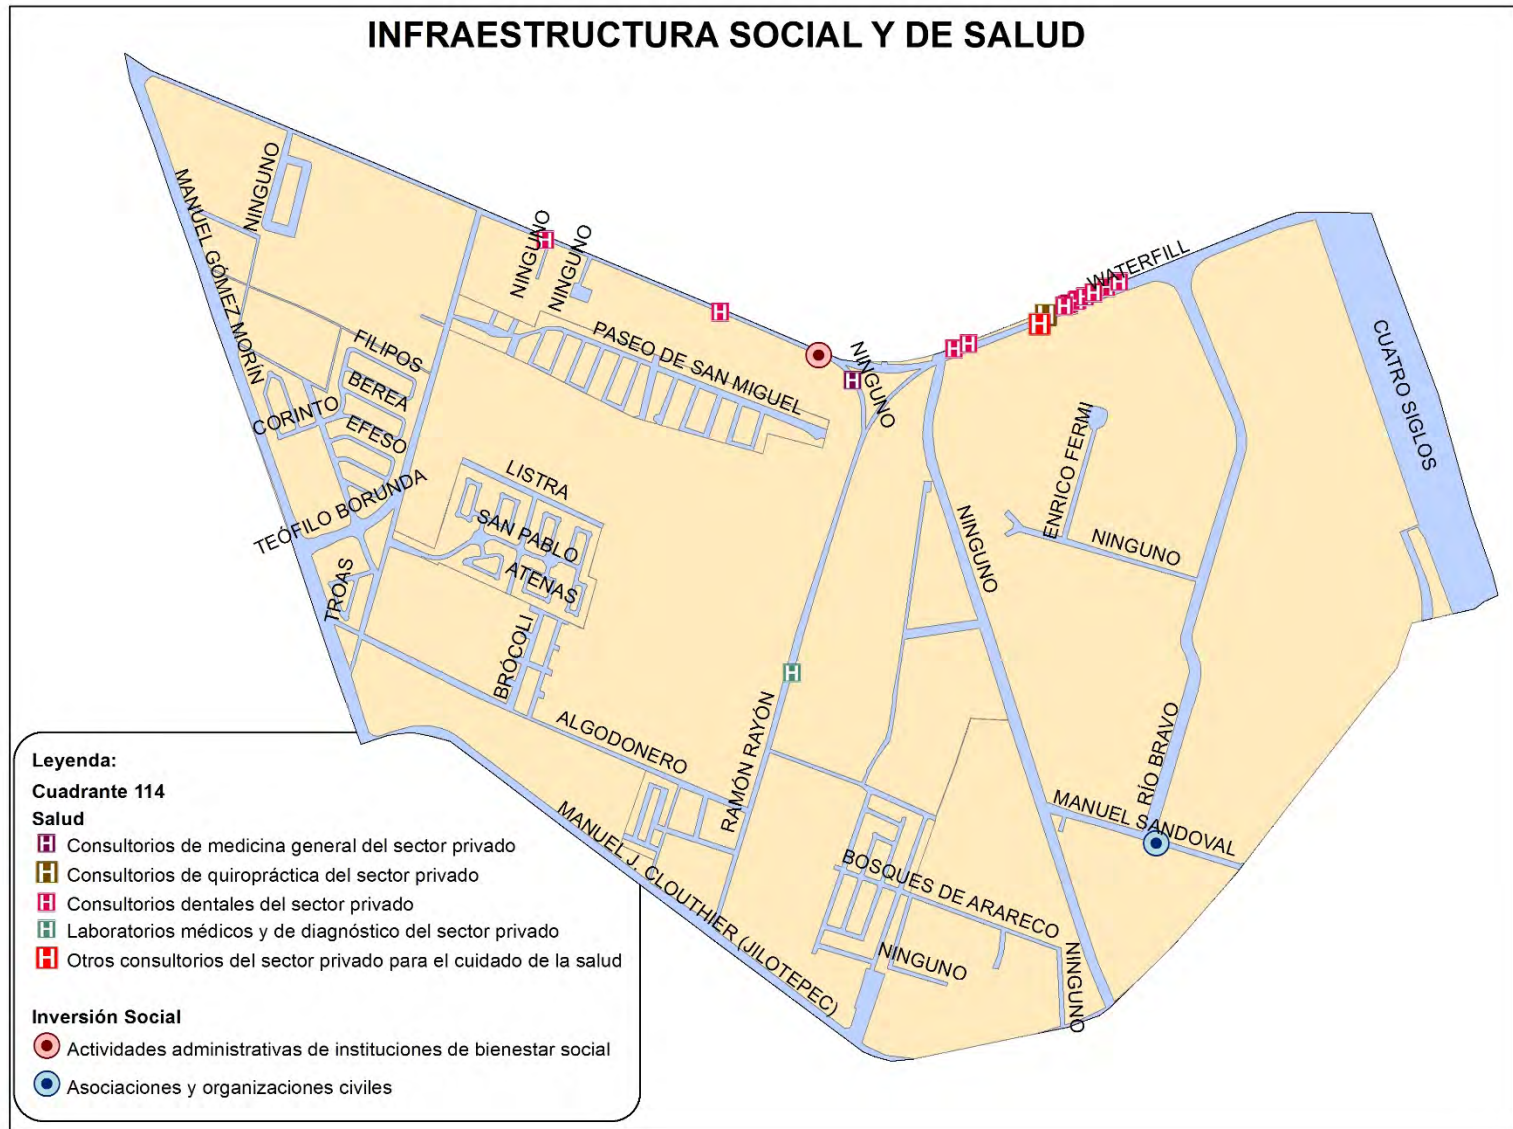 INFRAESTRUCTURA SOCIAL Y DE SALUD
NINGUNO
MANUEL GÓMEZ MORÍN
NINGUNO
NINGUNO
WATERFILL
FILIPOS
BEREA
CORINTO
EFESO
PASEO DE SAN MIGUEL
NINGUNO
CUATRO SIGLOS
ENRICO FERMI
TEÓFILO BORUNDA
LISTRA
SAN PABLO
ATENAS
NINGUNO
NINGUNO
TROAS
BRÓCOLI
ALGODONERO
RAMÓN RAYÓN
RÍO BRAVO
MANUEL SANDOVAL
MANUEL J. CLOUTHIER (JILOTEPEC)
BOSQUES DE ARARECO
NINGUNO
NINGUNO
Leyenda:
Cuadrante 114
Salud
H Consultorios de medicina general del sector privado
H Consultorios de quiropráctica del sector privado
H Consultorios dentales del sector privado
H Laboratorios médicos y de diagnóstico del sector privado
H Otros consultorios del sector privado para el cuidado de la salud
Inversión Social
Actividades administrativas de instituciones de bienestar social
Asociaciones y organizaciones civiles